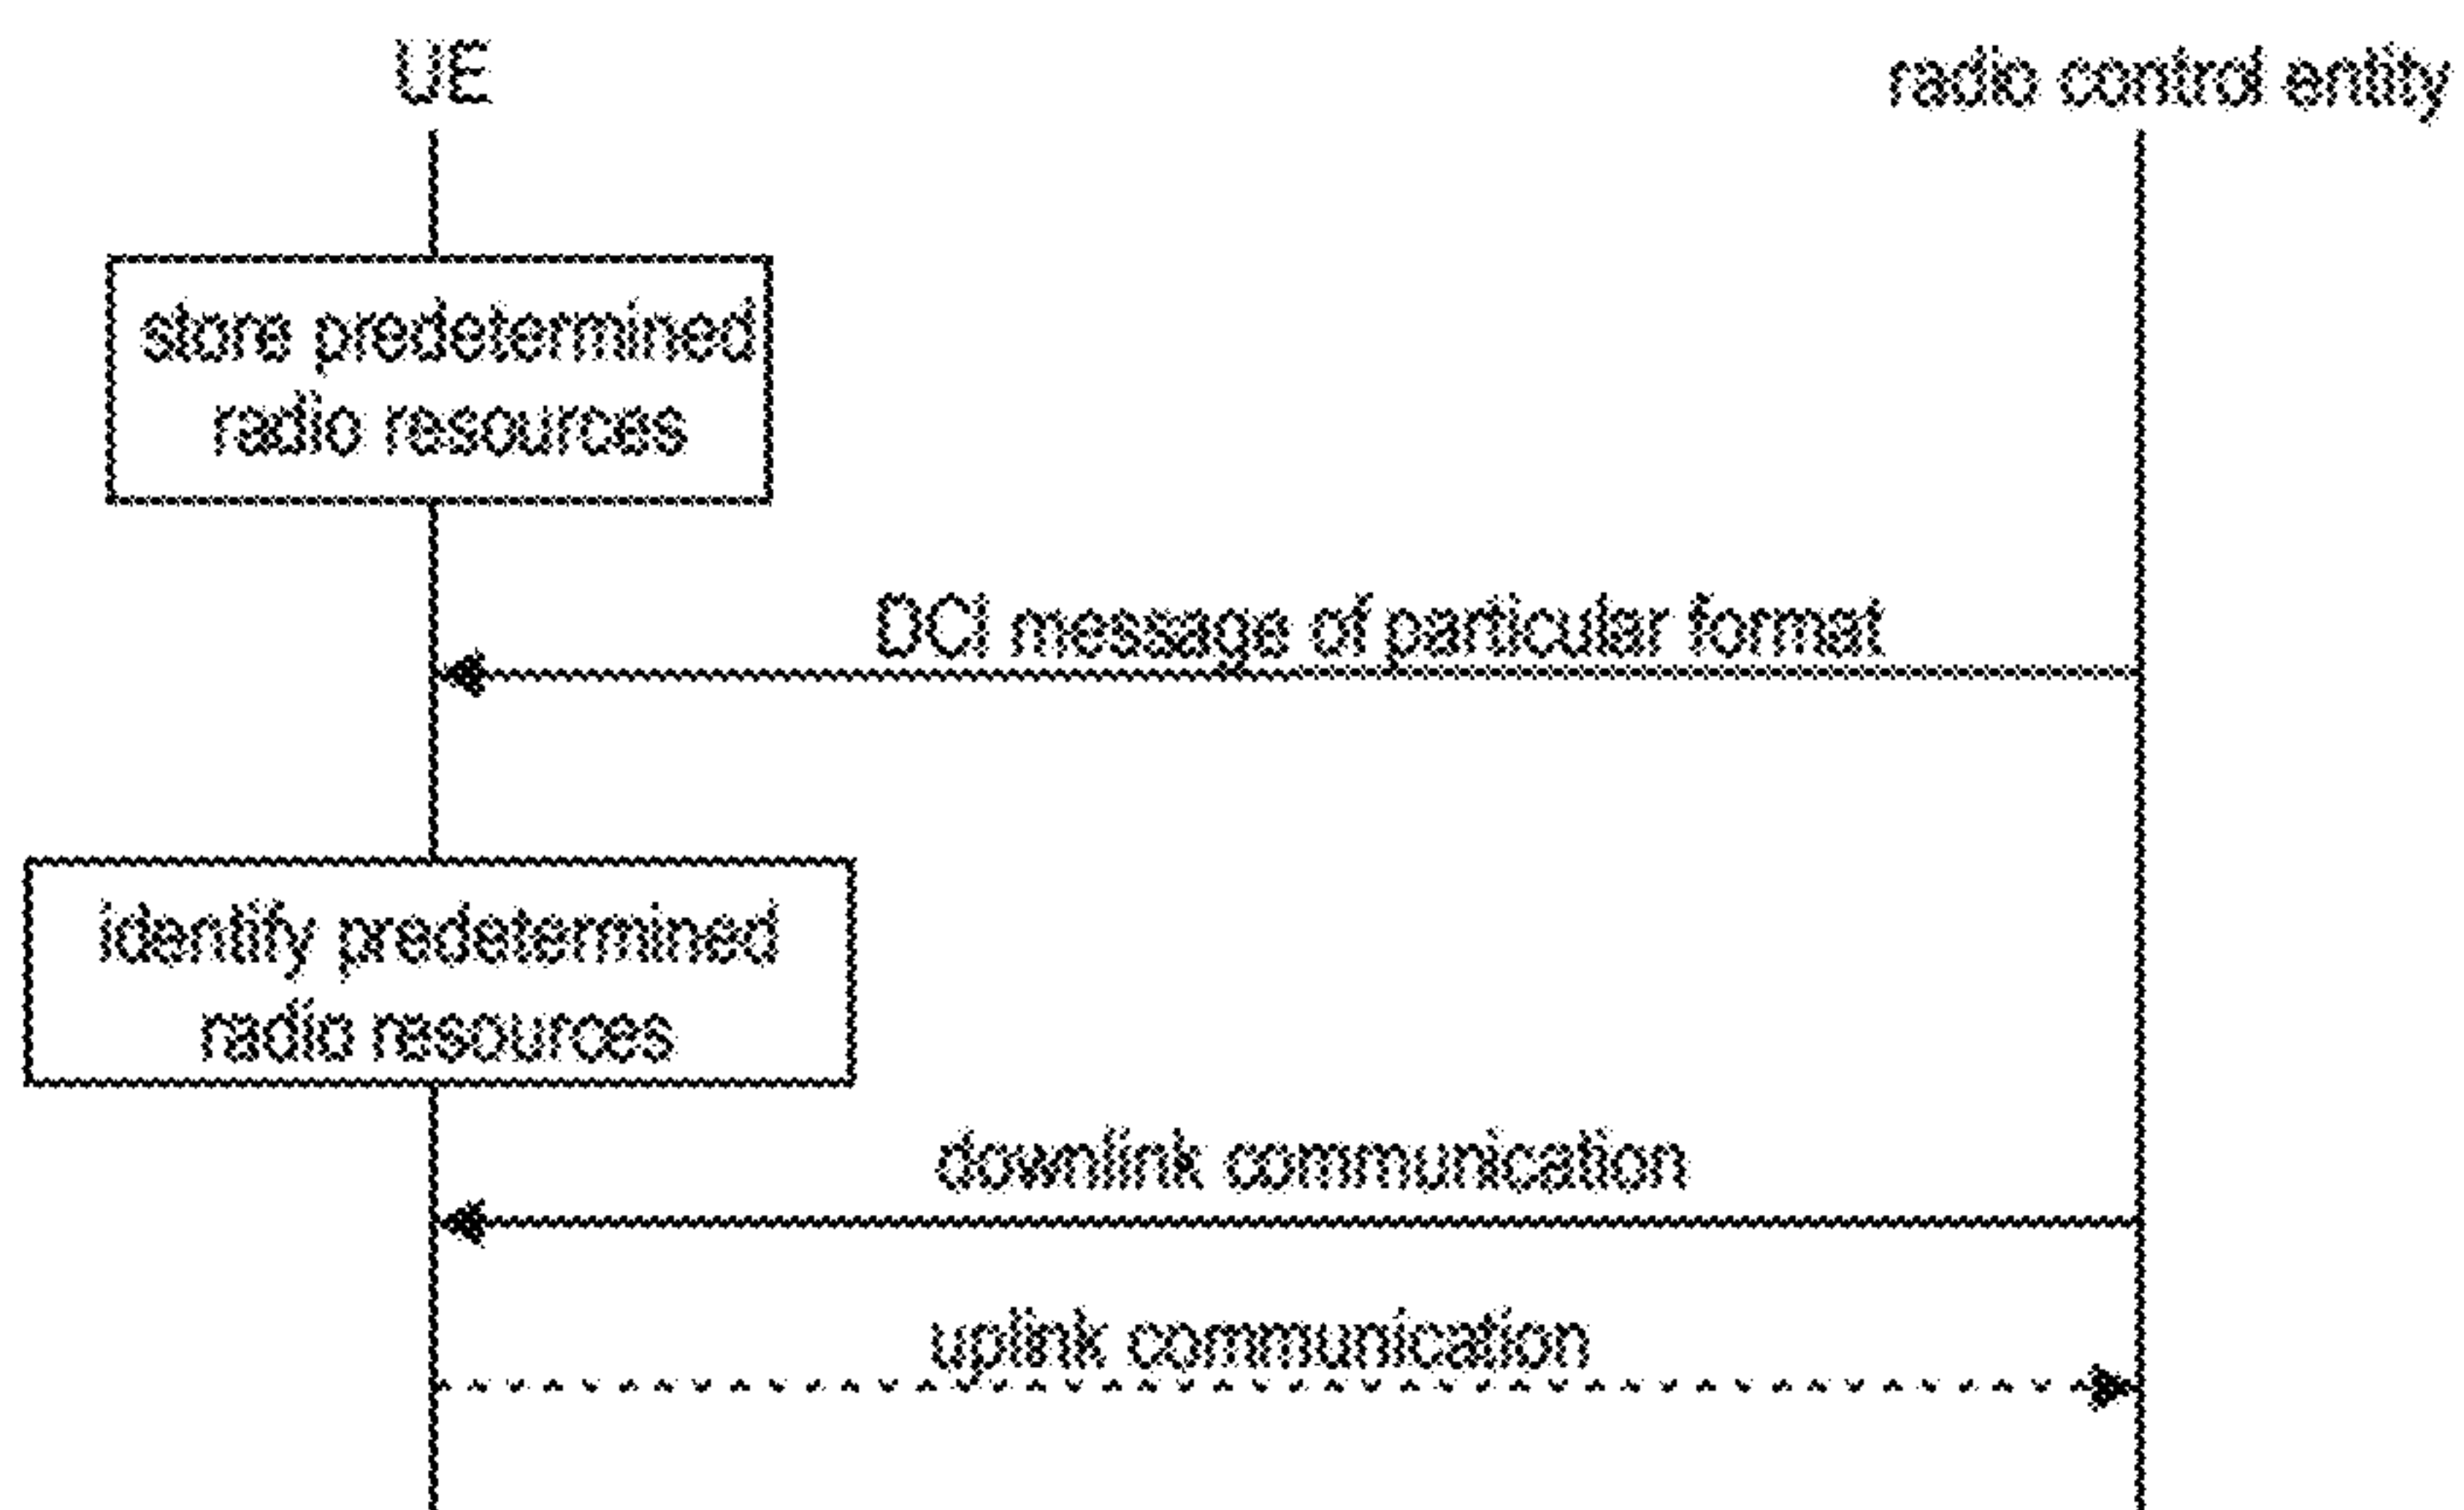 UE
radio control entity
store predetermined
radio resources
DCI message of particular format
identify predetermined
radio resources
downlink communication
uplink communication